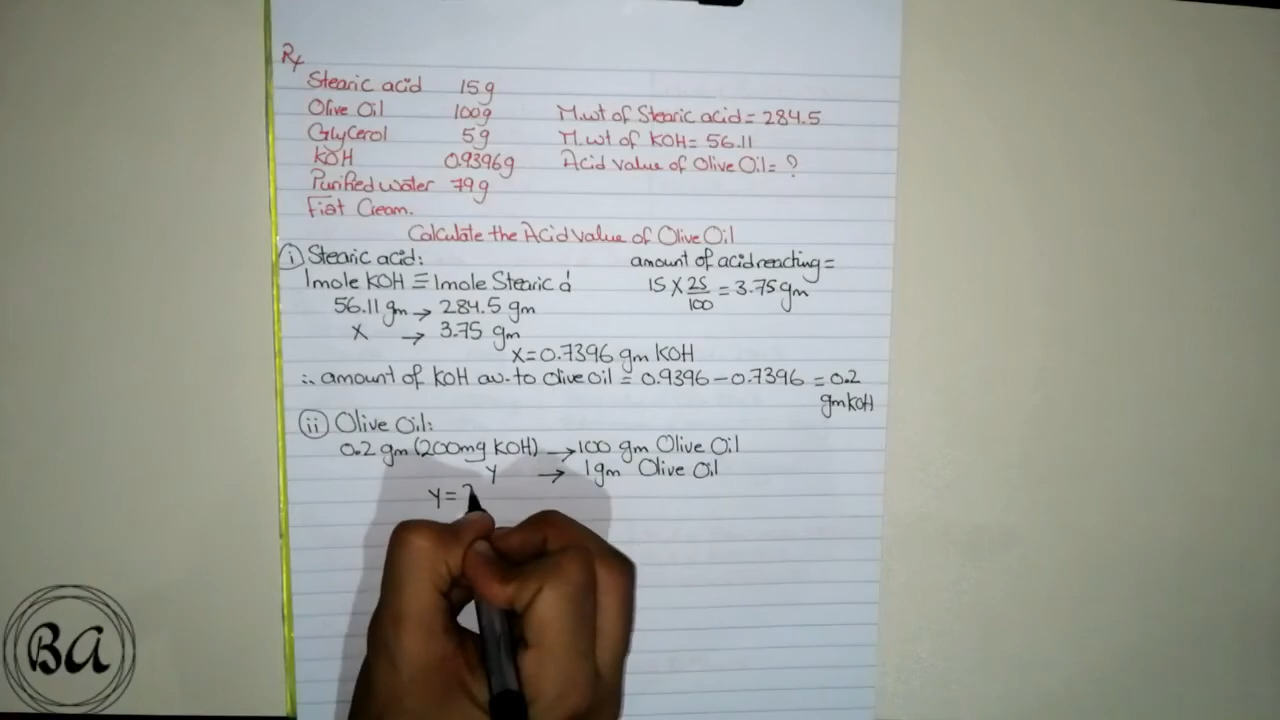 Rx
Stearic acid 15g
Olive Oil 100g M.wt of Stearic acid = 284.5
Glycerol 5g M.wt of KOH = 56.11
KOH 0.9396g Acid value of Olive Oil = ?
Purified water 79g
Fiat Cream.
Calculate the Acid value of Olive Oil
i Stearic acid: amount of acid reacting =
1mole KOH ≡ 1mole Stearic a 15 × 25/100 = 3.75 gm
56.11 gm → 284.5 gm
X → 3.75 gm
X = 0.7396 gm KOH
∴ amount of KOH av. to Olive oil = 0.9396 - 0.7396 = 0.2
gm KOH
ii Olive Oil:
0.2 gm (200mg KOH) → 100 gm Olive Oil
Y → 1gm Olive Oil
Y =
BA